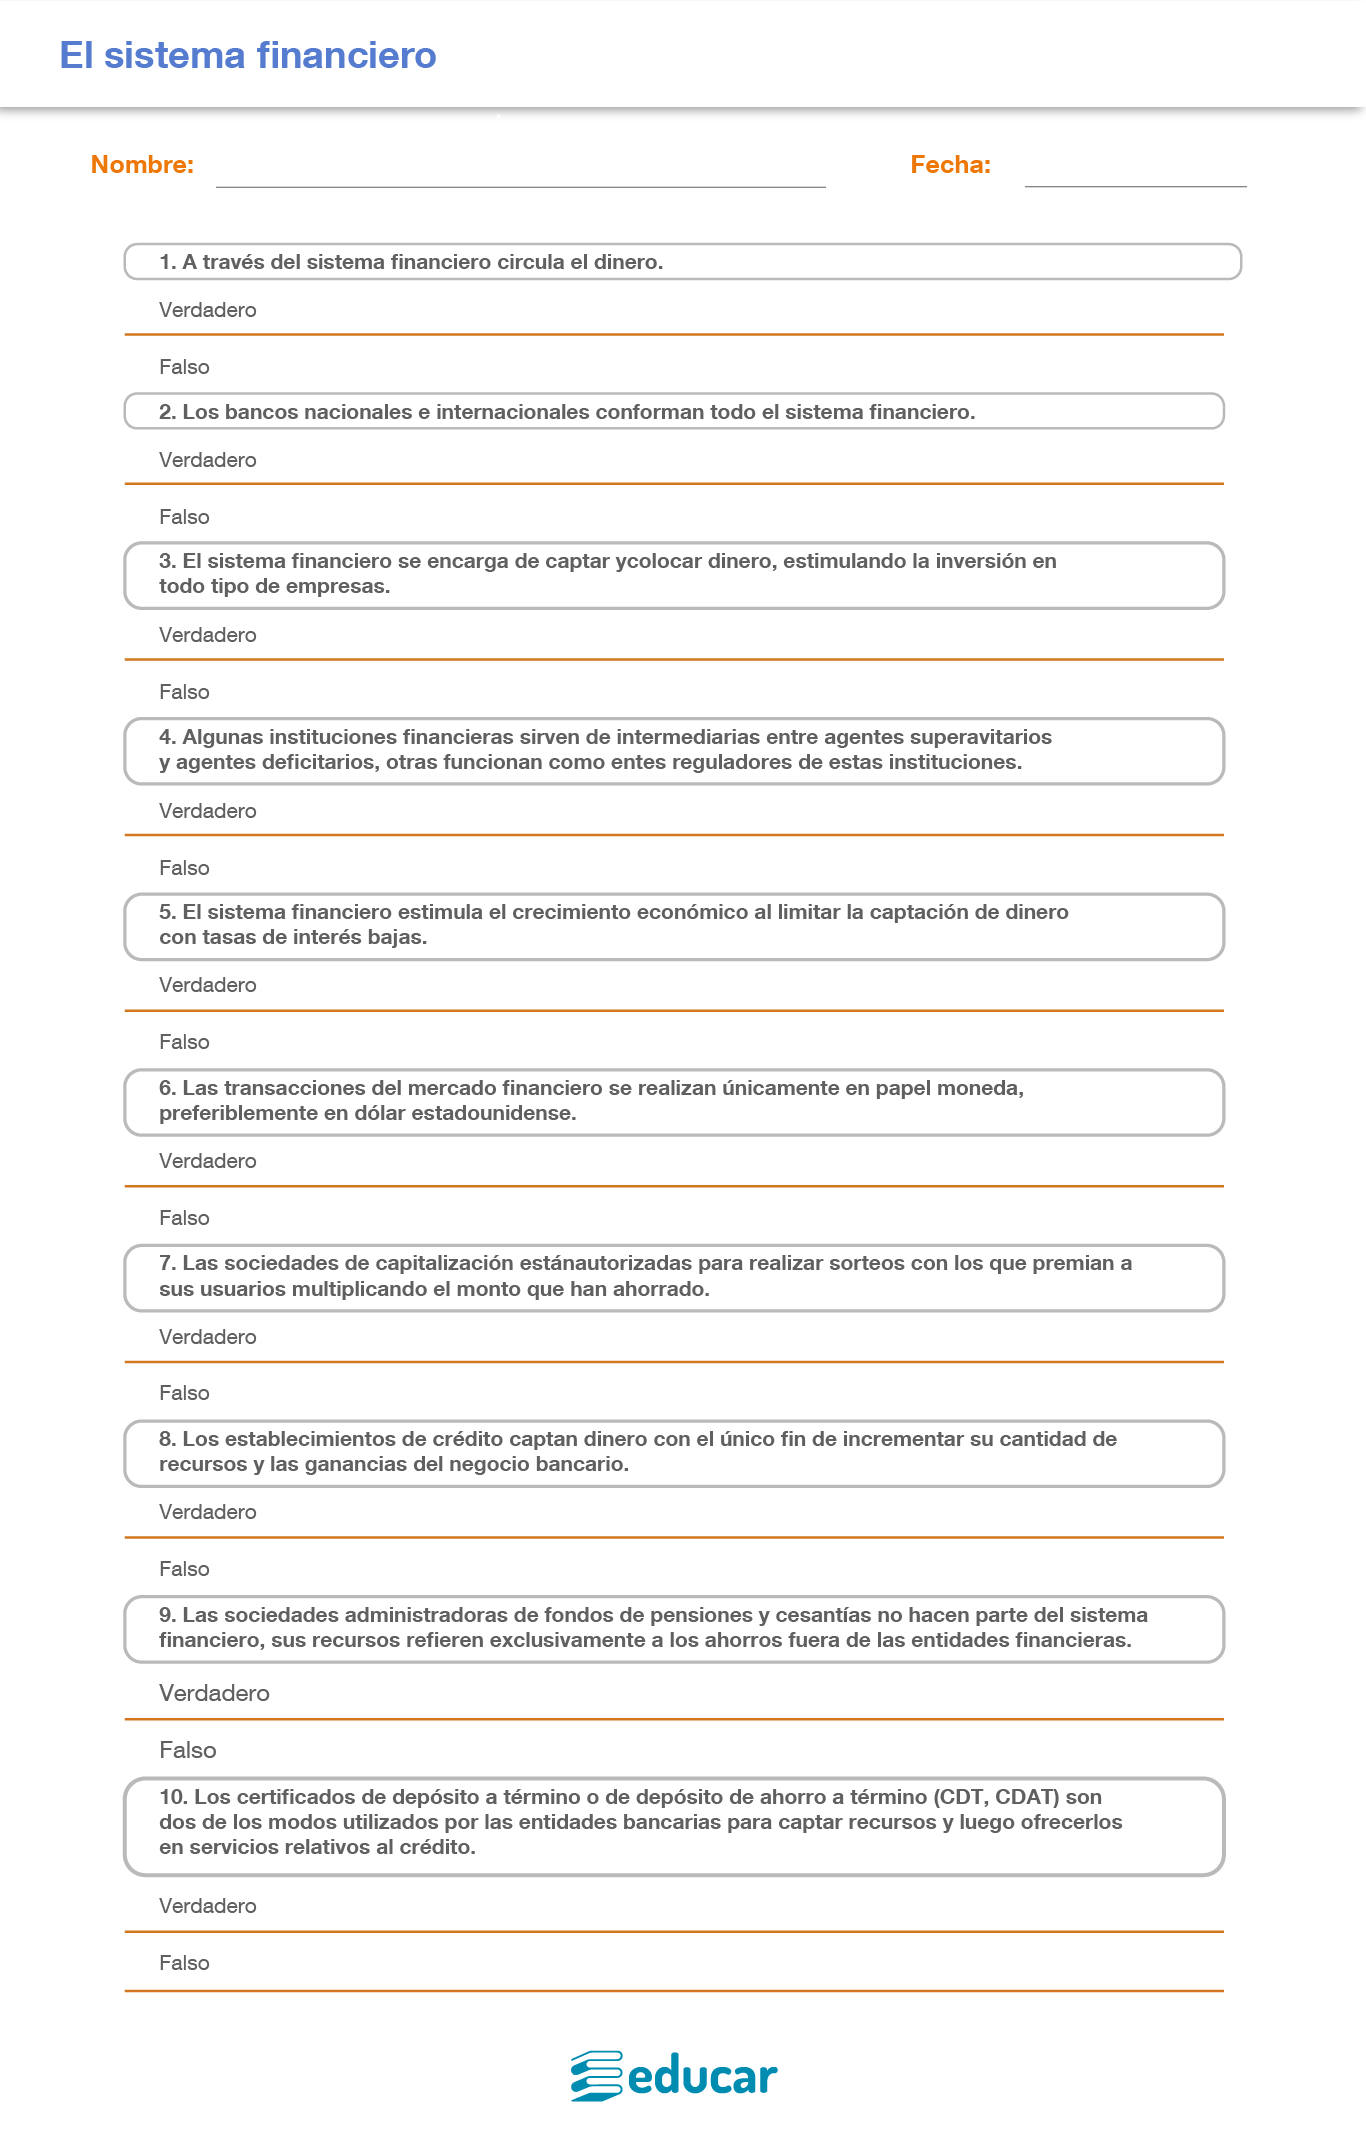 El sistema financiero
Nombre:
Fecha:
1. A través del sistema financiero circula el dinero.
Verdadero
Falso
2. Los bancos nacionales e internacionales conforman todo el sistema financiero.
Verdadero
Falso
3. El sistema financiero se encarga de captar ycolocar dinero, estimulando la inversión en
todo tipo de empresas.
Verdadero
Falso
4. Algunas instituciones financieras sirven de intermediarias entre agentes superavitarios
y agentes deficitarios, otras funcionan como entes reguladores de estas instituciones.
Verdadero
Falso
5. El sistema financiero estimula el crecimiento económico al limitar la captación de dinero
con tasas de interés bajas.
Verdadero
Falso
6. Las transacciones del mercado financiero se realizan únicamente en papel moneda,
preferiblemente en dólar estadounidense.
Verdadero
Falso
7. Las sociedades de capitalización estánautorizadas para realizar sorteos con los que premian a
sus usuarios multiplicando el monto que han ahorrado.
Verdadero
Falso
8. Los establecimientos de crédito captan dinero con el único fin de incrementar su cantidad de
recursos y las ganancias del negocio bancario.
Verdadero
Falso
9. Las sociedades administradoras de fondos de pensiones y cesantías no hacen parte del sistema
financiero, sus recursos refieren exclusivamente a los ahorros fuera de las entidades financieras.
Verdadero
Falso
10. Los certificados de depósito a término o de depósito de ahorro a término (CDT, CDAT) son
dos de los modos utilizados por las entidades bancarias para captar recursos y luego ofrecerlos
en servicios relativos al crédito.
Verdadero
Falso
educar